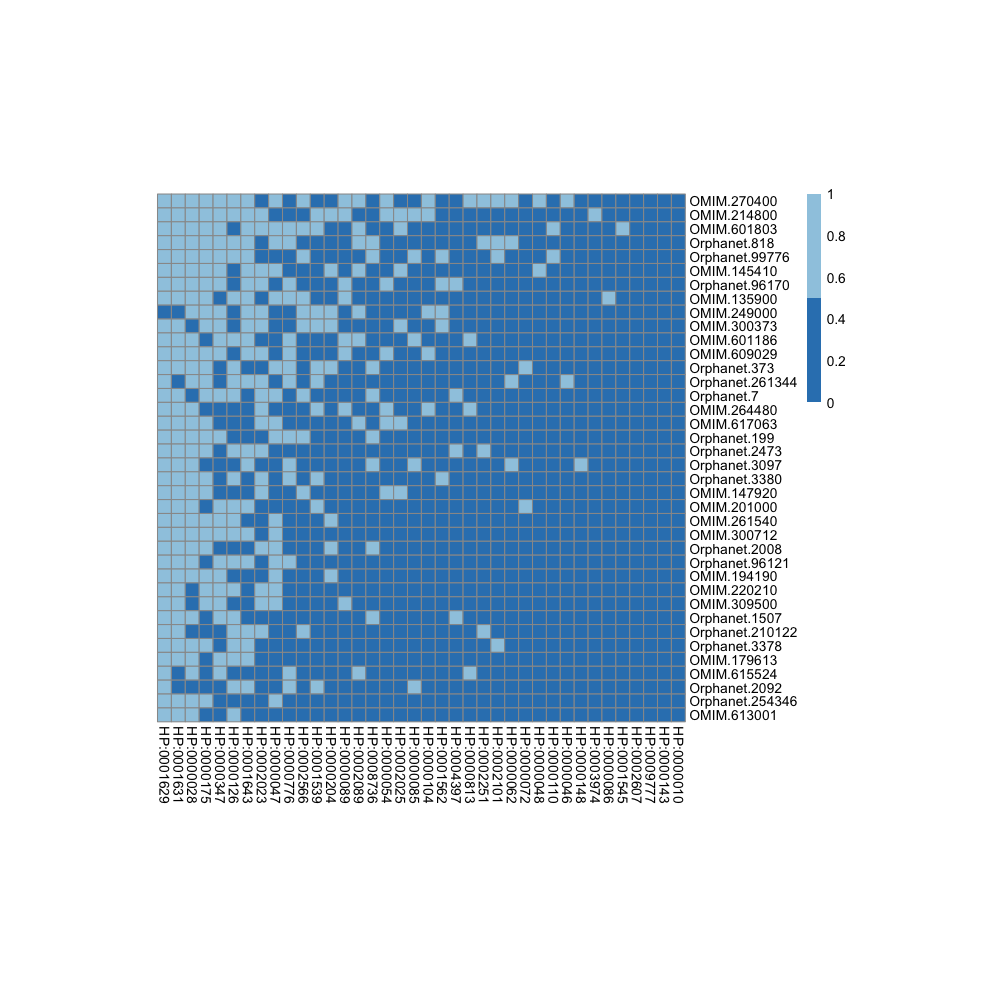 1
0.8
0.6
0.4
0.2
0
OMIM.270400
OMIM.214800
OMIM.601803
Orphanet.818
Orphanet.99776
OMIM.145410
Orphanet.96170
OMIM.135900
OMIM.249000
OMIM.300373
OMIM.601186
OMIM.609029
Orphanet.373
Orphanet.261344
Orphanet.7
OMIM.264480
OMIM.617063
Orphanet.199
Orphanet.2473
Orphanet.3097
Orphanet.3380
OMIM.147920
OMIM.201000
OMIM.261540
OMIM.300712
Orphanet.2008
Orphanet.96121
OMIM.194190
OMIM.220210
OMIM.309500
Orphanet.1507
Orphanet.210122
Orphanet.3378
OMIM.179613
OMIM.615524
Orphanet.2092
Orphanet.254346
OMIM.613001
HP:0001629
HP:0001631
HP:0000028
HP:0000175
HP:0000347
HP:0000126
HP:0001643
HP:0002023
HP:0000047
HP:0000776
HP:0002566
HP:0001539
HP:0000204
HP:0000089
HP:0002089
HP:0008736
HP:0000054
HP:0002025
HP:0000085
HP:0000104
HP:0001562
HP:0004397
HP:0000813
HP:0002251
HP:0002101
HP:0000062
HP:0000072
HP:0000048
HP:0000110
HP:0000046
HP:0000148
HP:0003974
HP:0000086
HP:0001545
HP:0002607
HP:0009777
HP:0000143
HP:0000010